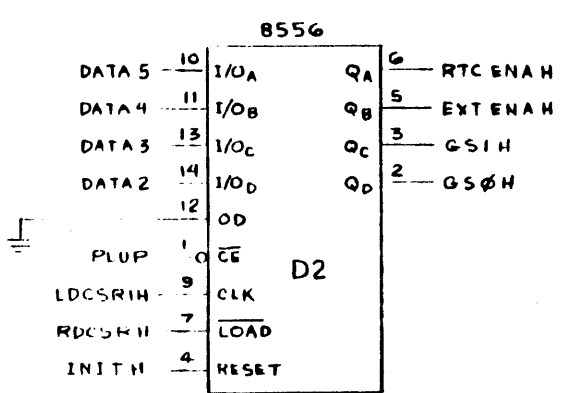 8556
DATA 5 10 I/OA QA 6 RTC ENA H
DATA 4 11 I/OB QB 5 EXT ENA H
DATA 3 13 I/OC QC 3 GS1 H
DATA 2 14 I/OD QD 2 GSØ H
12 OD
PLUP 1 CE
D2
LDCSR1H 9 CLK
RDCSR H 7 LOAD
INIT H 4 RESET